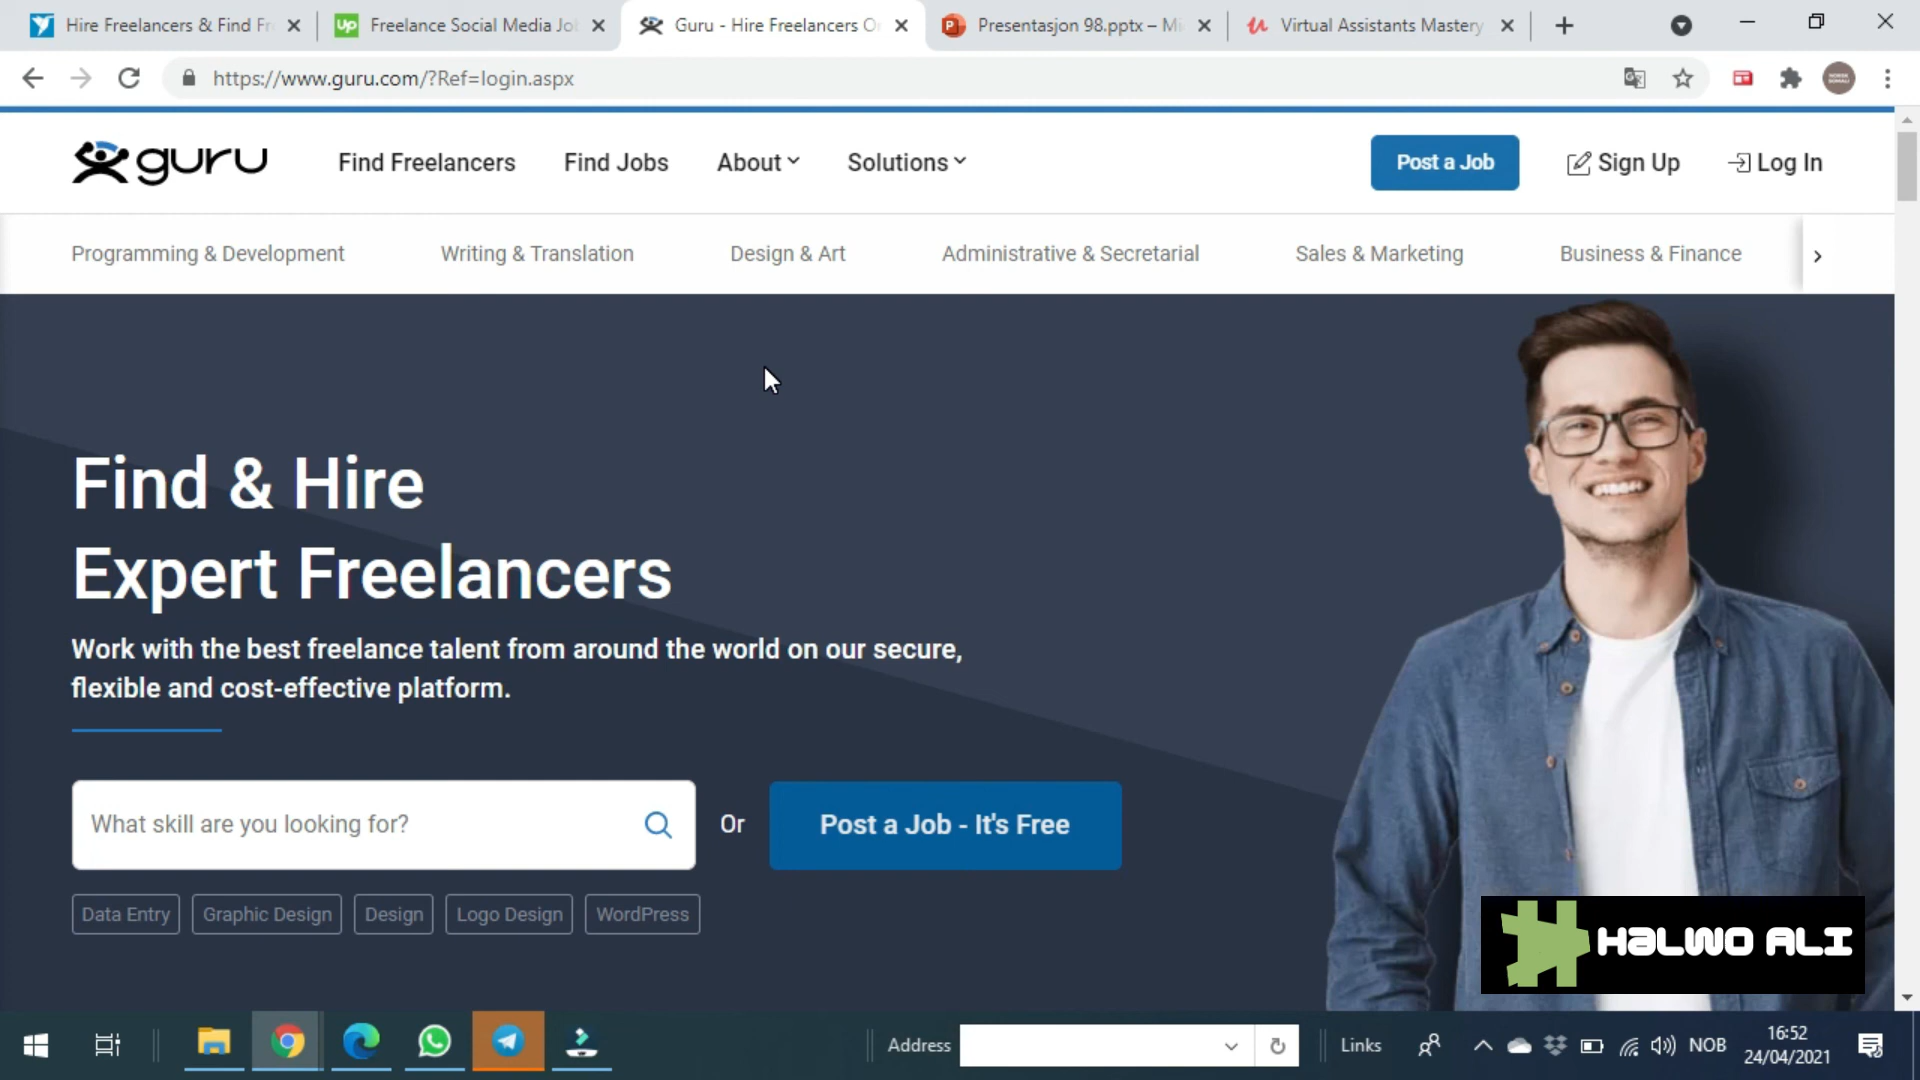 Hire Freelancers & Find Fr
Freelance Social Media Jo
Guru - Hire Freelancers O
Presentasjon 98.pptx – Mi
Virtual Assistants Mastery
https://www.guru.com/?Ref=login.aspx
guru
Find Freelancers
Find Jobs
About
Solutions
Post a Job
Sign Up
Log In
Programming & Development
Writing & Translation
Design & Art
Administrative & Secretarial
Sales & Marketing
Business & Finance
Find & Hire
Expert Freelancers
Work with the best freelance talent from around the world on our secure,
flexible and cost-effective platform.
What skill are you looking for?
Or
Post a Job - It's Free
Data Entry
Graphic Design
Design
Logo Design
WordPress
HALWO ALI
Address
Links
NOB
16:52
24/04/2021